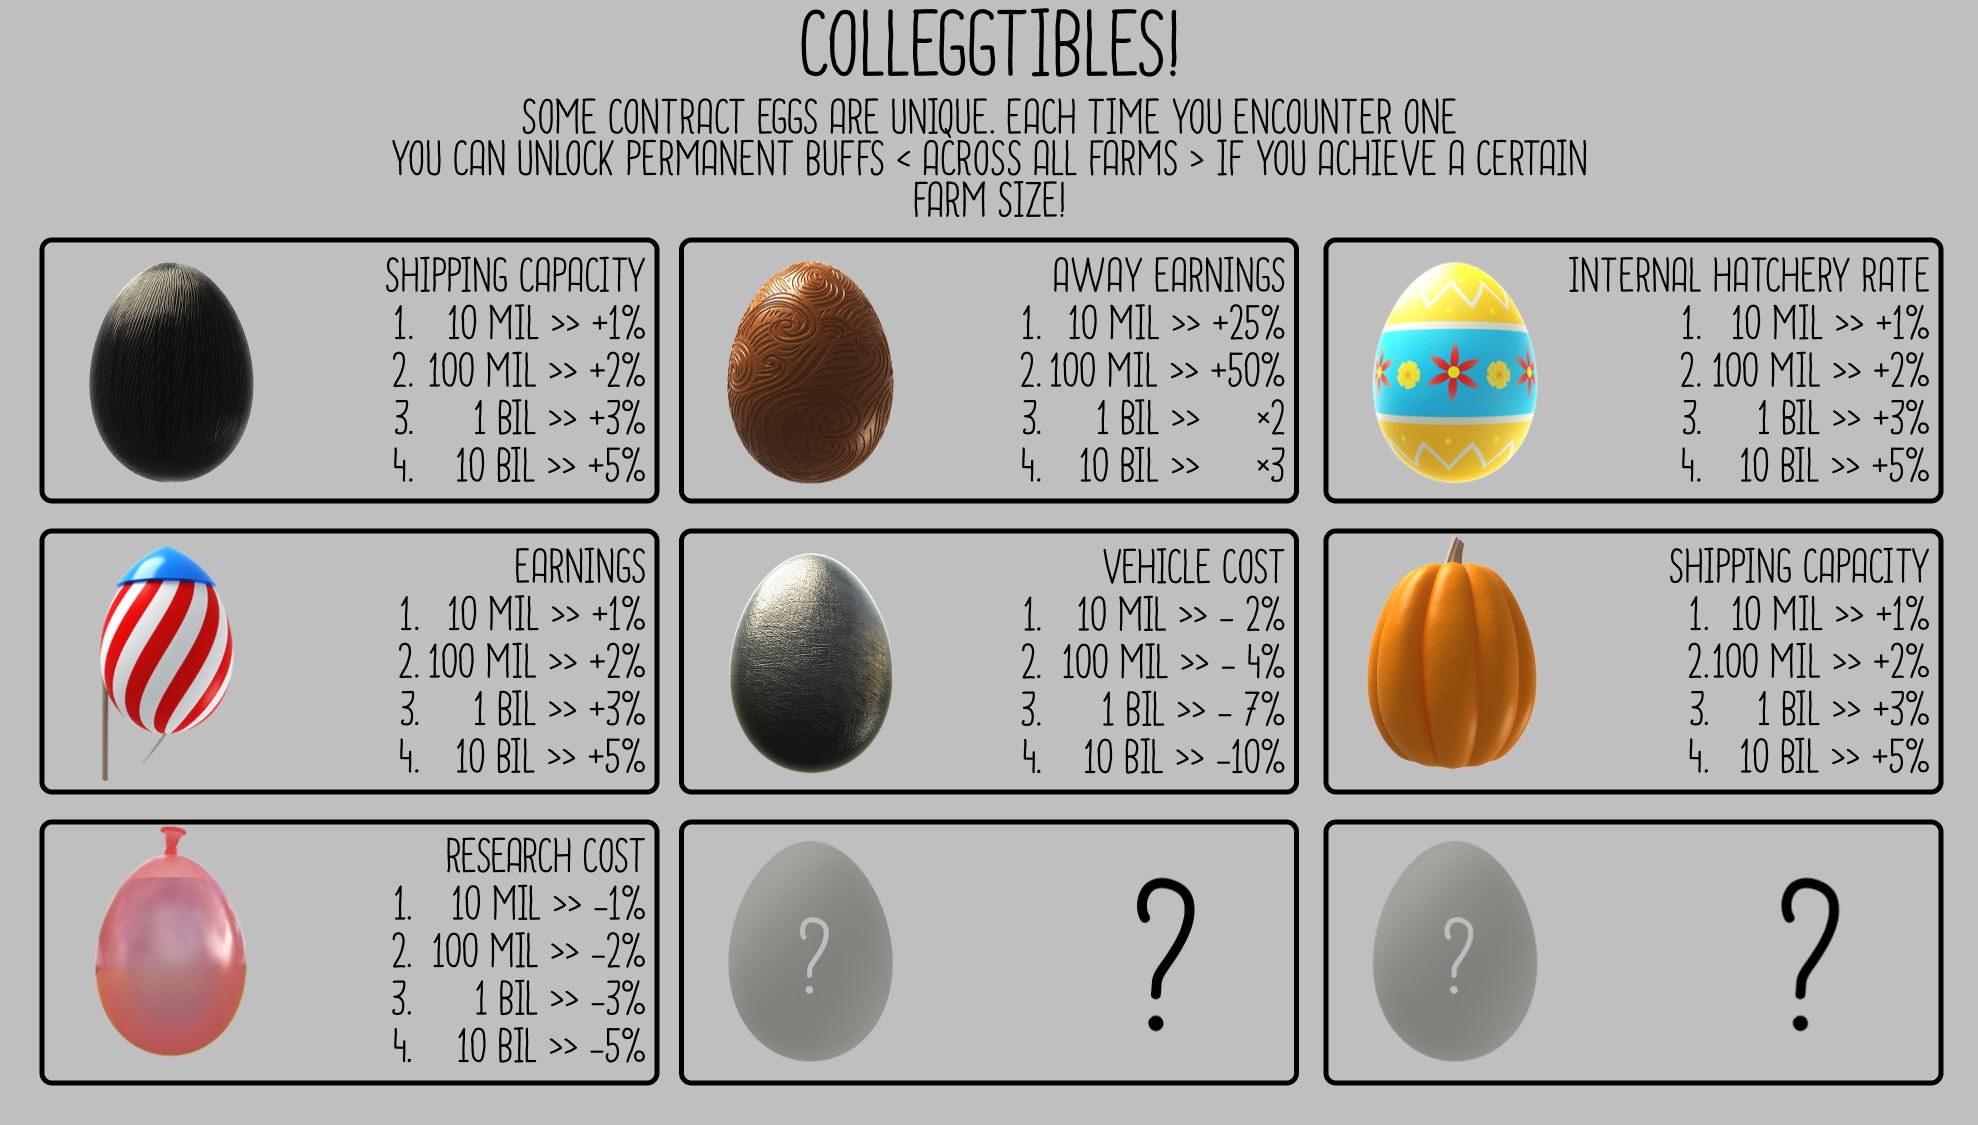 COLLEGGTIBLES!
SOME CONTRACT EGGS ARE UNIQUE. EACH TIME YOU ENCOUNTER ONE
YOU CAN UNLOCK PERMANENT BUFFS < ACROSS ALL FARMS > IF YOU ACHIEVE A CERTAIN
FARM SIZE!
SHIPPING CAPACITY
1. 10 MIL >> +1%
2. 100 MIL >> +2%
3. 1 BIL >> +3%
4. 10 BIL >> +5%
AWAY EARNINGS
1. 10 MIL >> +25%
2. 100 MIL >> +50%
3. 1 BIL >> ×2
4. 10 BIL >> ×3
INTERNAL HATCHERY RATE
1. 10 MIL >> +1%
2. 100 MIL >> +2%
3. 1 BIL >> +3%
4. 10 BIL >> +5%
EARNINGS
1. 10 MIL >> +1%
2. 100 MIL >> +2%
3. 1 BIL >> +3%
4. 10 BIL >> +5%
VEHICLE COST
1. 10 MIL >> - 2%
2. 100 MIL >> - 4%
3. 1 BIL >> - 7%
4. 10 BIL >> -10%
SHIPPING CAPACITY
1. 10 MIL >> +1%
2. 100 MIL >> +2%
3. 1 BIL >> +3%
4. 10 BIL >> +5%
RESEARCH COST
1. 10 MIL >> -1%
2. 100 MIL >> -2%
3. 1 BIL >> -3%
4. 10 BIL >> -5%
? ?
? ?